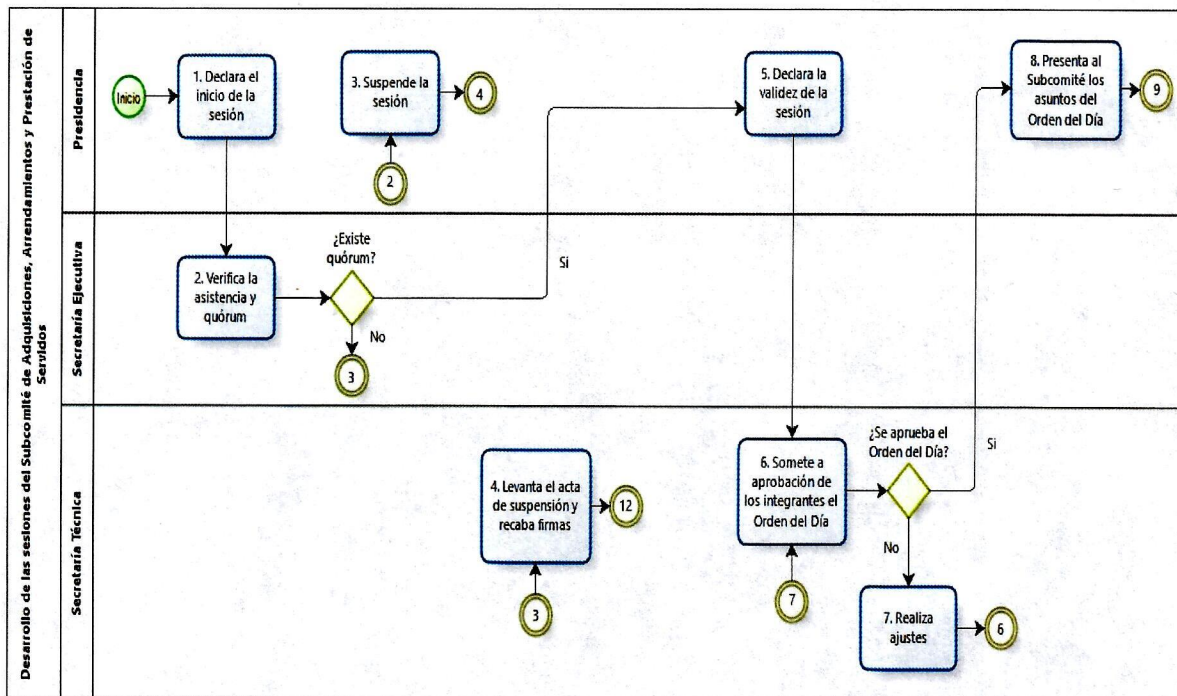 Desarrollo de las sesiones del Subcomité de Adquisiciones, Arrendamientos y Prestación de
Servidos
Presidencia
Inicio
1. Declara el
inicio de la
sesión
3. Suspende la
sesión
4
2
5. Declara la
validez de la
sesión
8. Presenta al
Subcomité los
asuntos del
Orden del Día
9
Secretaría Ejecutiva
2. Verifica la
asistencia y
quórum
¿Existe
quórum?
Si
No
3
Secretaría Técnica
4. Levanta el acta
de suspensión y
recaba firmas
12
3
6. Somete a
aprobación de
los integrantes el
Orden del Día
7
¿Se aprueba el
Orden del Día?
Si
No
7. Realiza
ajustes
6